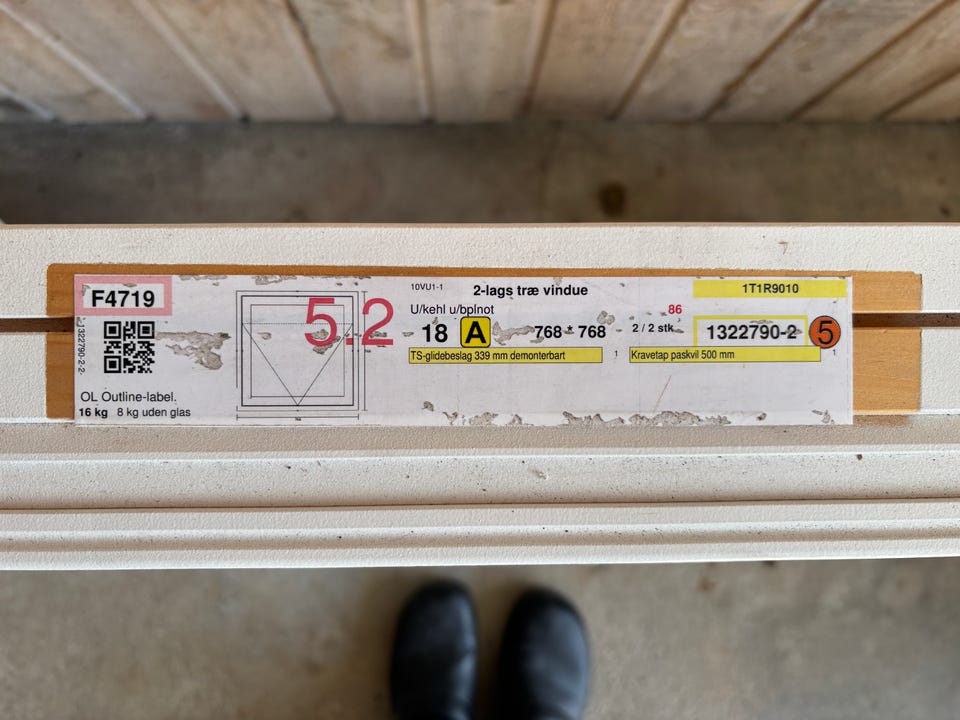 F4719
1322790-2-2-
OL Outline-label.
16 kg 8 kg uden glas
5.2
10VU1-1
2-lags træ vindue
1T1R9010
U/kehl u/bplnot
86
18 A 768 * 768 2 / 2 stk. 1322790-2 5
TS-glidebeslag 339 mm demonterbart 1 Kravetap paskvil 500 mm 1